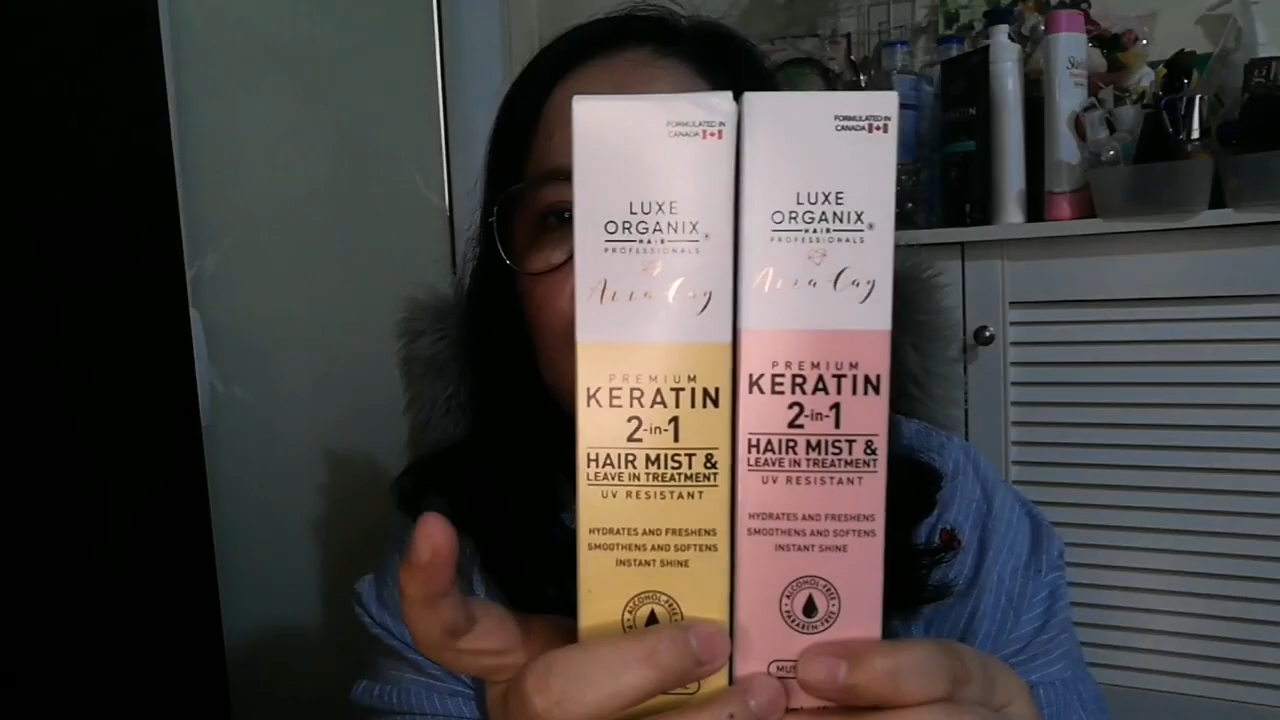 FORMULATED IN
CANADA
LUXE
ORGANIX
HAIR
PROFESSIONALS
PREMIUM
KERATIN
2-in-1
HAIR MIST &
LEAVE IN TREATMENT
UV RESISTANT
HYDRATES AND FRESHENS
SMOOTHENS AND SOFTENS
INSTANT SHINE
ALCOHOL-FREE
FORMULATED IN
CANADA
LUXE
ORGANIX
HAIR
PROFESSIONALS
PREMIUM
KERATIN
2-in-1
HAIR MIST &
LEAVE IN TREATMENT
UV RESISTANT
HYDRATES AND FRESHENS
SMOOTHENS AND SOFTENS
INSTANT SHINE
ALCOHOL-FREE
PARABEN-FREE